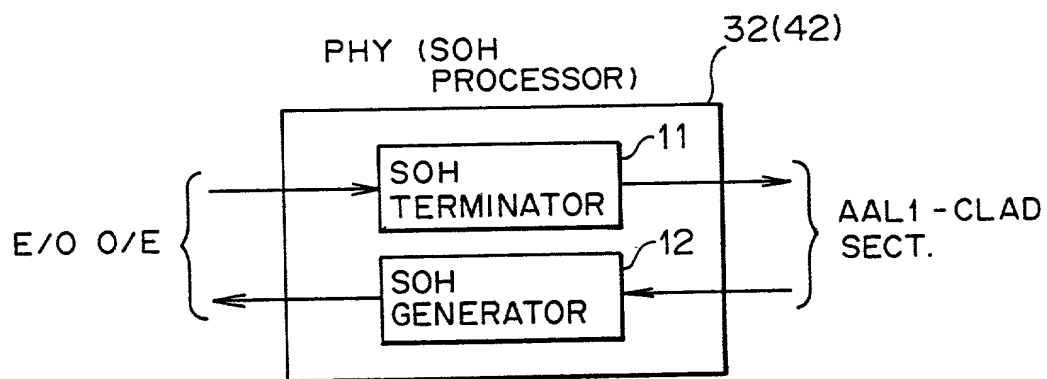 32(42)
PHY (SOH
PROCESSOR)
11
SOH
TERMINATOR
E/O O/E
AAL1-CLAD
SECT.
12
SOH
GENERATOR